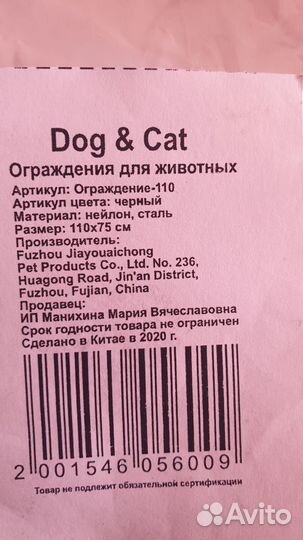 Dog & Cat
Ограждения для животных
Артикул: Ограждение-110
Артикул цвета: черный
Материал: нейлон, сталь
Размер: 110x75 см
Производитель:
Fuzhou Jiayouaichong
Pet Products Co., Ltd. No. 236,
Huagong Road, Jin'an District,
Fuzhou, Fujian, China
Продавец:
ИП Манихина Мария Вячеславовна
Срок годности товара не ограничен
Сделано в Китае в 2020 г.
2 001546 056009
Товар не подлежит обязательной сертификации
Avito